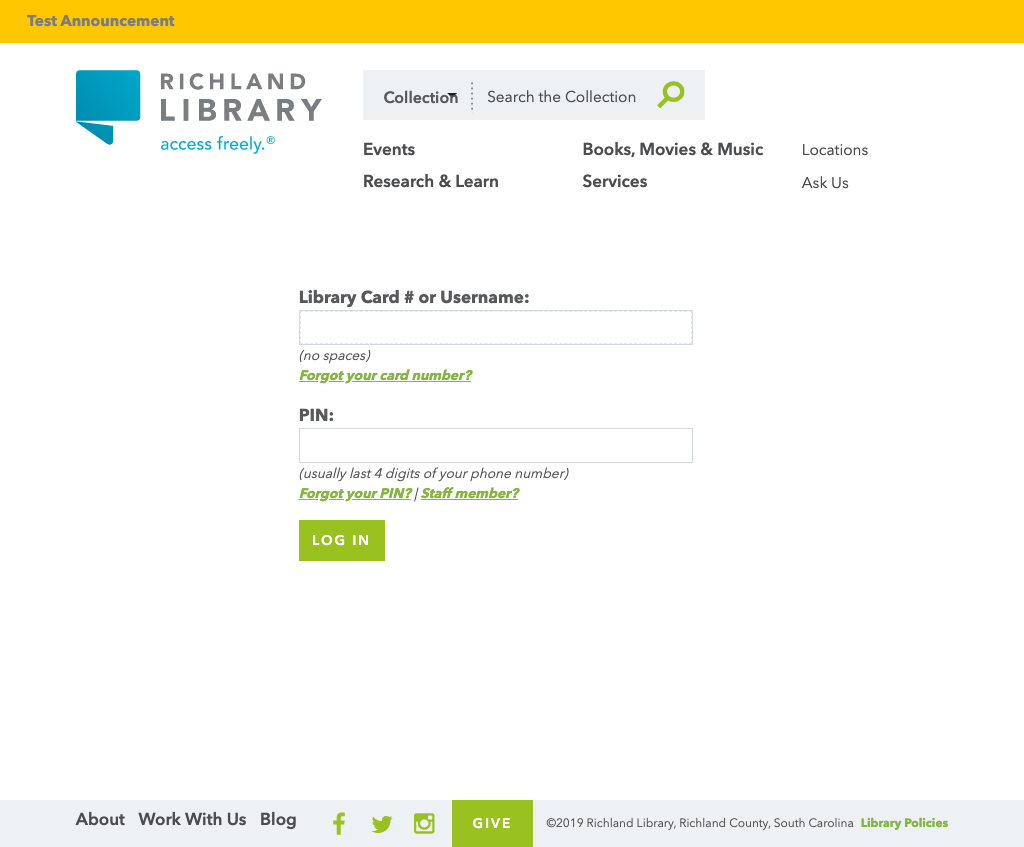 Test Announcement
RICHLAND
LIBRARY
access freely.®
Collection
Search the Collection
Events
Books, Movies & Music
Locations
Research & Learn
Services
Ask Us
Library Card # or Username:
(no spaces)
Forgot your card number?
PIN:
(usually last 4 digits of your phone number)
Forgot your PIN? | Staff member?
LOG IN
About Work With Us Blog
GIVE
©2019 Richland Library, Richland County, South Carolina Library Policies